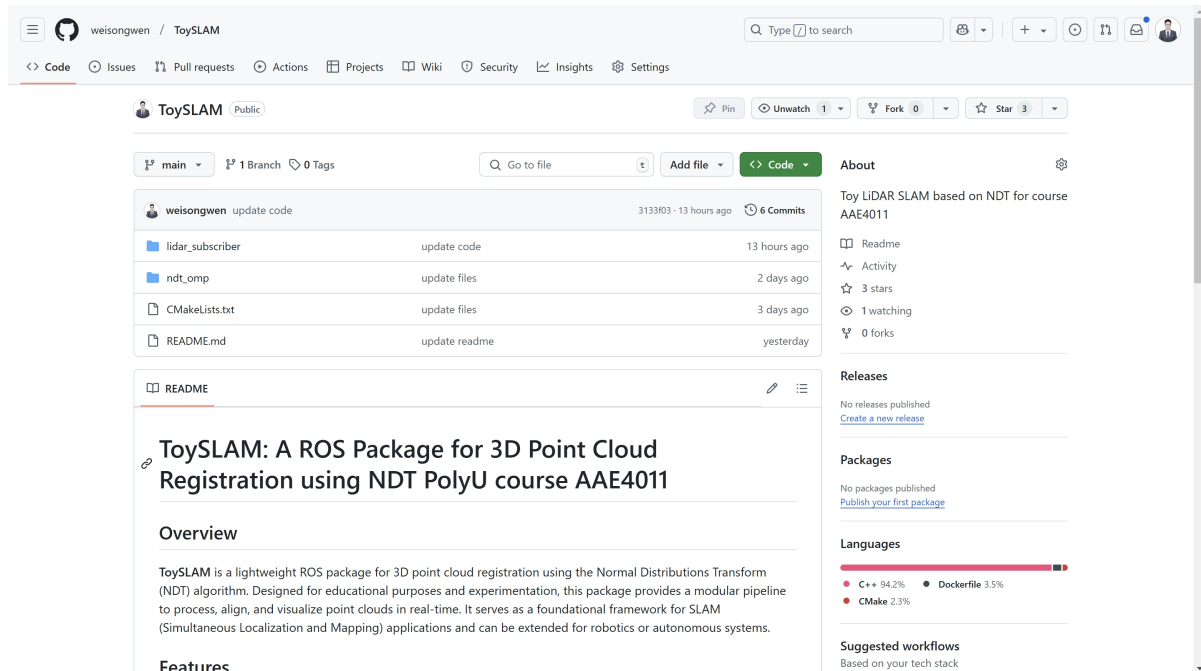 weisongwen / ToySLAM
Type / to search
Code Issues Pull requests Actions Projects Wiki Security Insights Settings
ToySLAM Public
Pin Unwatch 1 Fork 0 Star 3
main 1 Branch 0 Tags
Go to file t Add file Code
weisongwen update code 3133f03 · 13 hours ago 6 Commits
lidar_subscriber update code 13 hours ago
ndt_omp update files 2 days ago
CMakeLists.txt update files 3 days ago
README.md update readme yesterday
README
ToySLAM: A ROS Package for 3D Point Cloud
Registration using NDT PolyU course AAE4011
Overview
ToySLAM is a lightweight ROS package for 3D point cloud registration using the Normal Distributions Transform
(NDT) algorithm. Designed for educational purposes and experimentation, this package provides a modular pipeline
to process, align, and visualize point clouds in real-time. It serves as a foundational framework for SLAM
(Simultaneous Localization and Mapping) applications and can be extended for robotics or autonomous systems.
Features
About
Toy LiDAR SLAM based on NDT for course
AAE4011
Readme
Activity
3 stars
1 watching
0 forks
Releases
No releases published
Create a new release
Packages
No packages published
Publish your first package
Languages
C++ 94.2% Dockerfile 3.5%
CMake 2.3%
Suggested workflows
Based on your tech stack